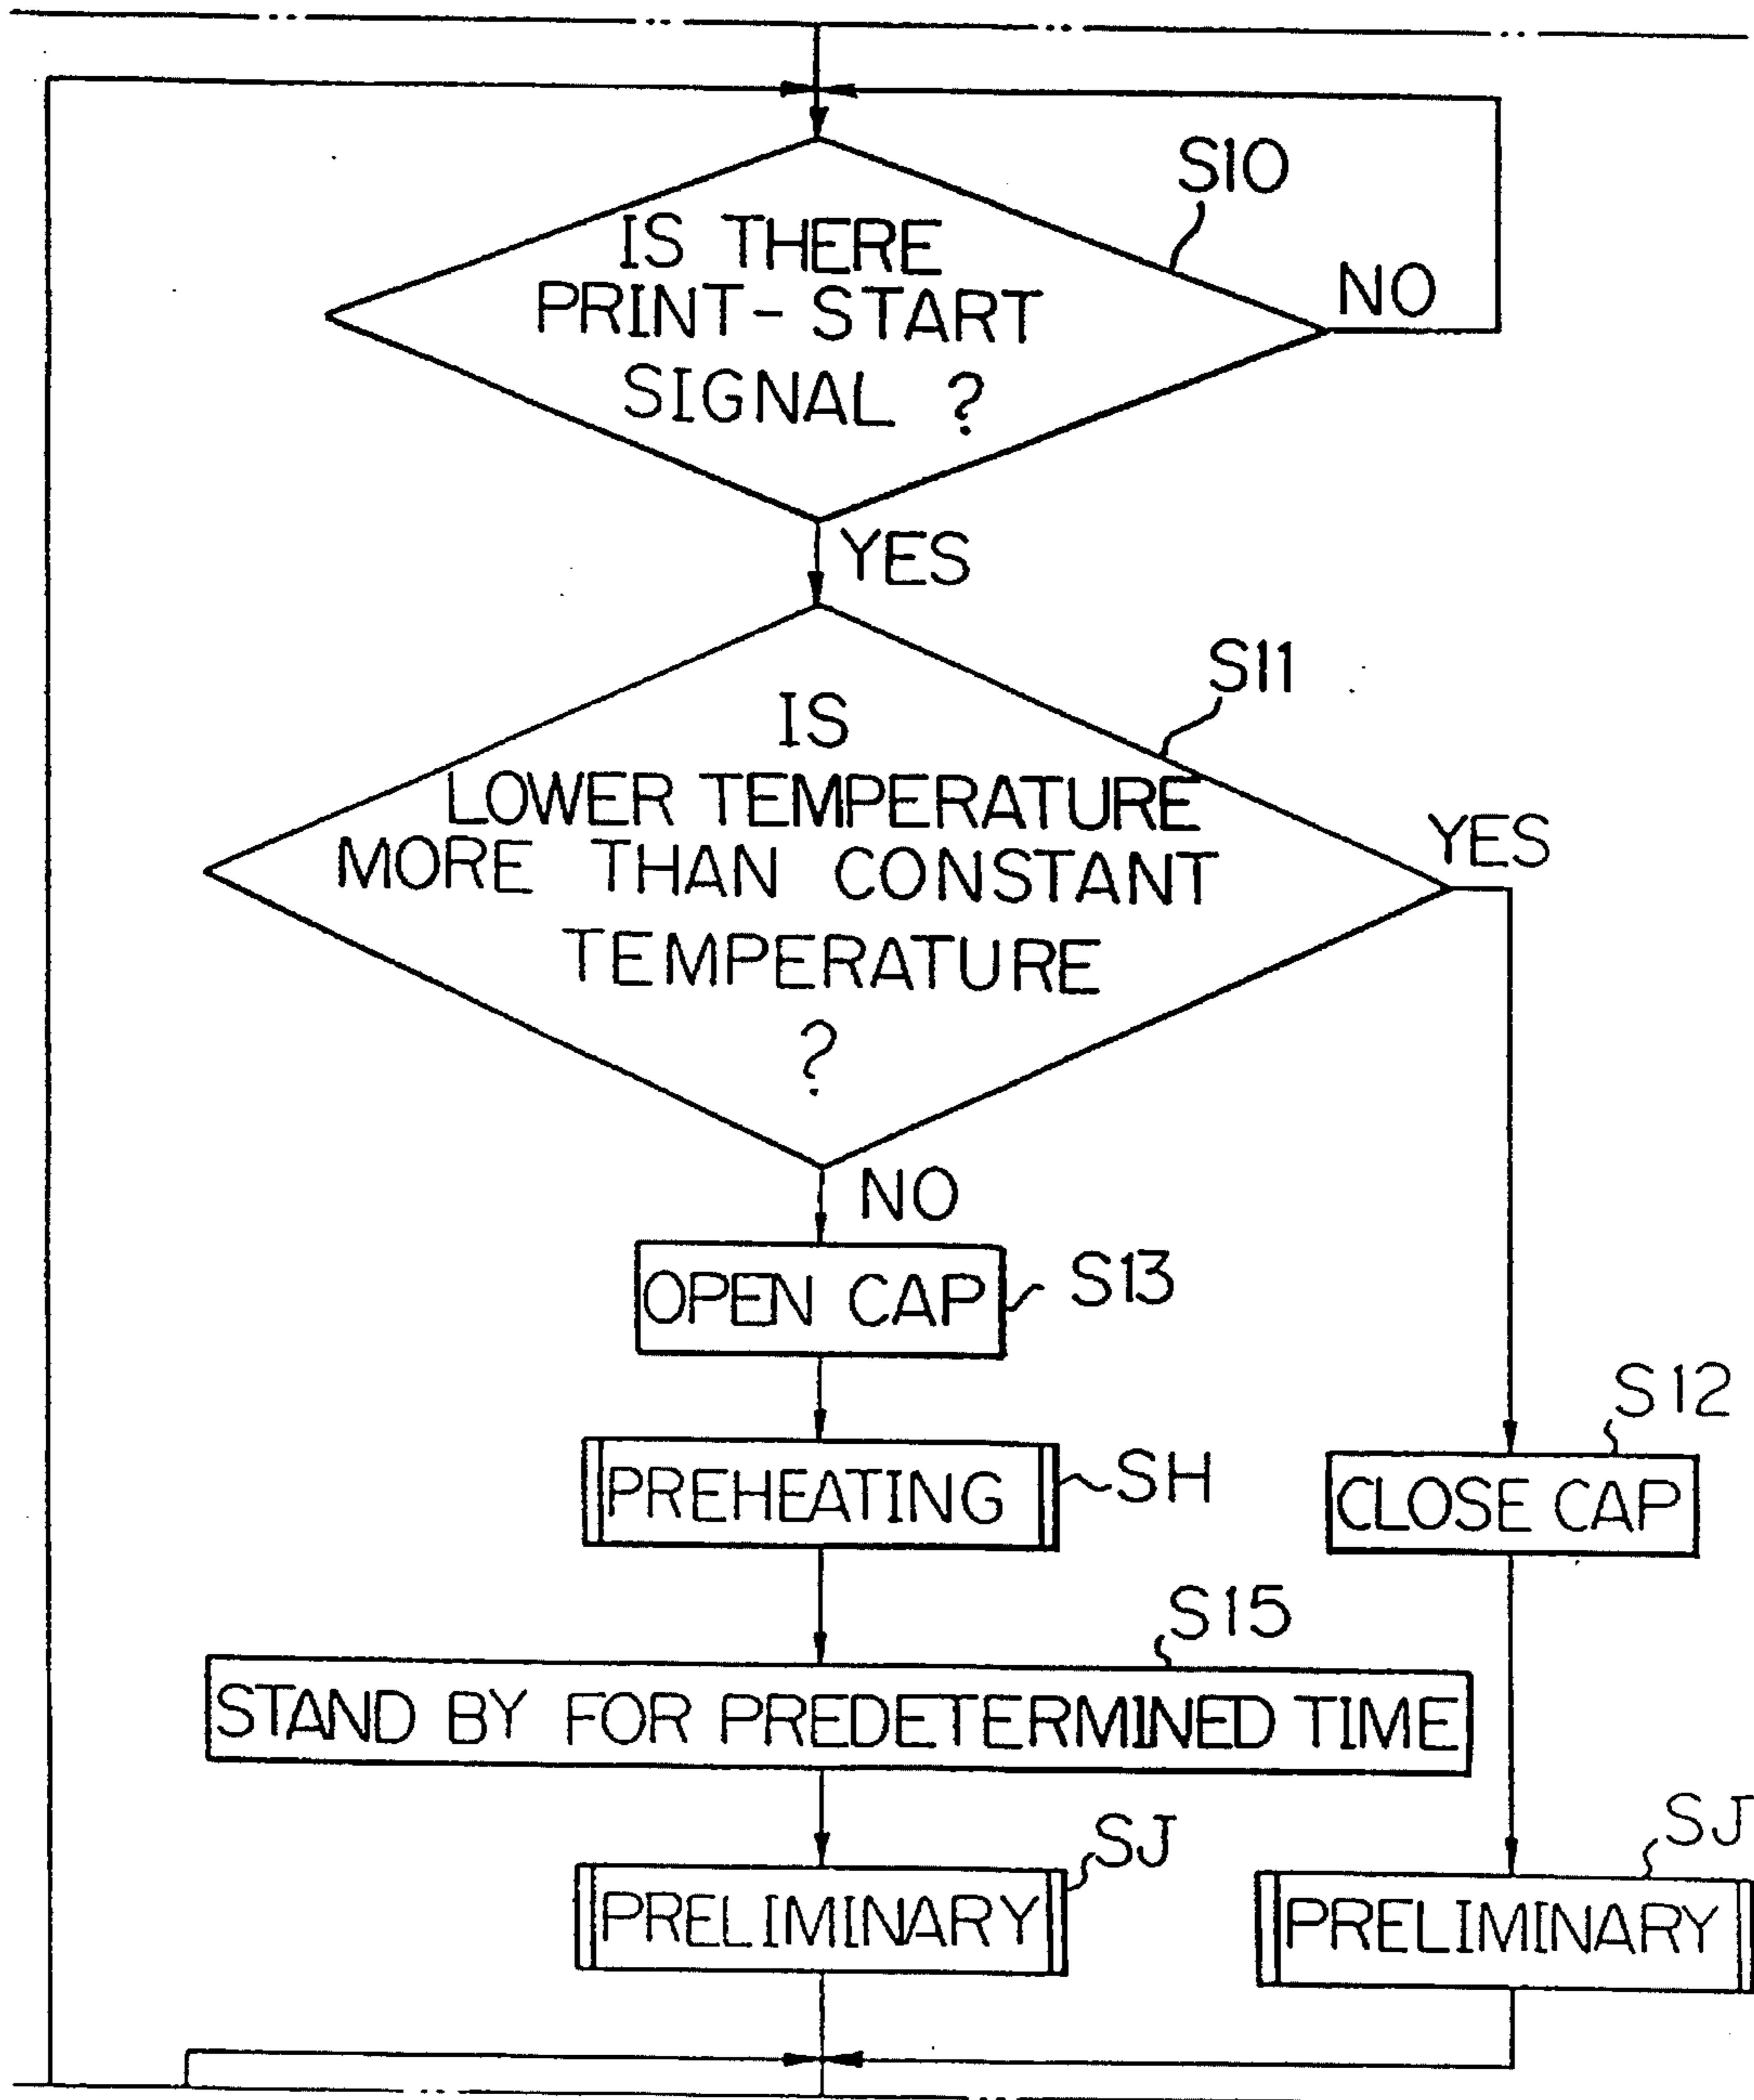 S10
IS THERE
PRINT-START
SIGNAL ?
NO
YES
S11
IS
LOWER TEMPERATURE
MORE THAN CONSTANT
TEMPERATURE
?
YES
NO
OPEN CAP
S13
S12
PREHEATING
SH
CLOSE CAP
S15
STAND BY FOR PREDETERMINED TIME
SJ
SJ
PRELIMINARY
PRELIMINARY